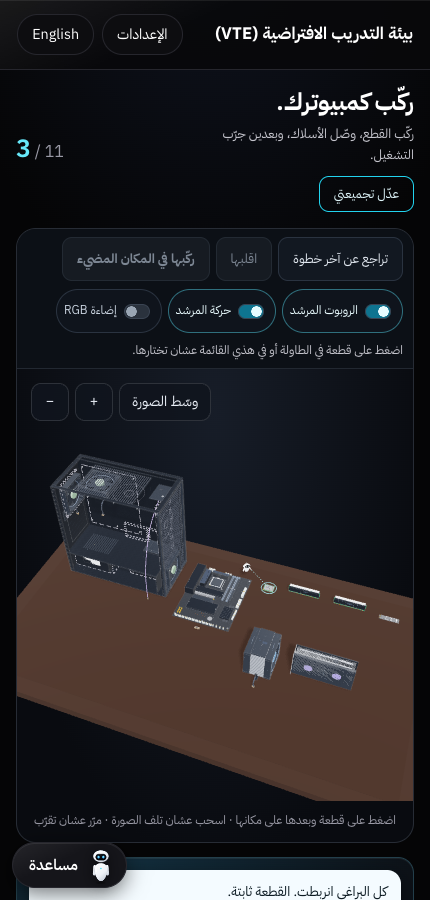 بيئة التدريب الافتراضية (VTE)
الإعدادات
English
ركّب كمبيوترك.
ركّب القطع، وصّل الأسلاك، وبعدين جرّب
التشغيل.
3 / 11
عدّل تجميعتي
تراجع عن آخر خطوة
اقلبها
ركّبها في المكان المضيء
الروبوت المرشد
حركة المرشد
إضاءة RGB
اضغط على قطعة في الطاولة أو في هذي القائمة عشان تختارها.
وسّط الصورة
+
−
اضغط على قطعة وبعدها على مكانها · اسحب عشان تلف الصورة · مرّر عشان تقرّب
مساعدة
كل البراغي انربطت. القطعة ثابتة.